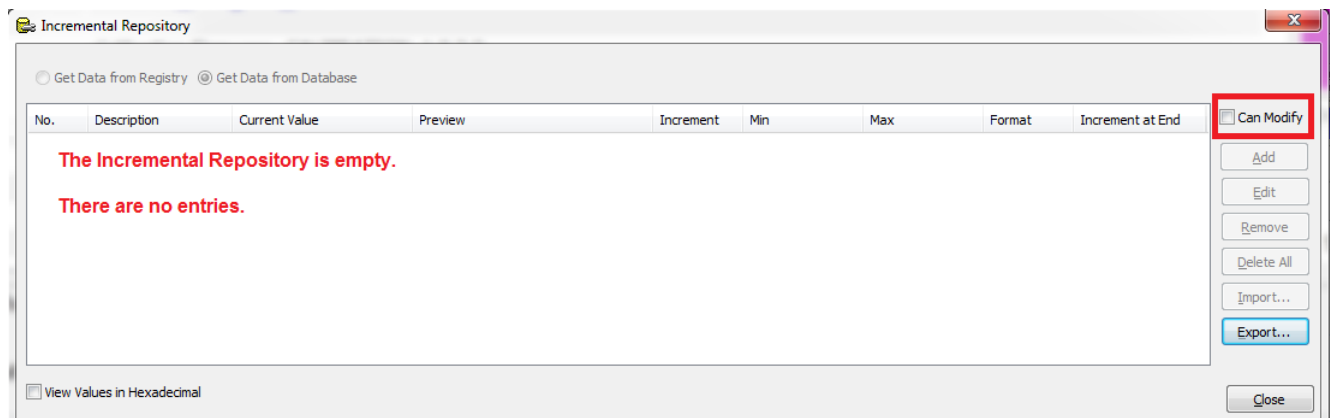 Incremental Repository
Get Data from Registry Get Data from Database
No. Description Current Value Preview Increment Min Max Format Increment at End Can Modify
The Incremental Repository is empty.
There are no entries.
Add
Edit
Remove
Delete All
Import...
Export...
View Values in Hexadecimal
Close